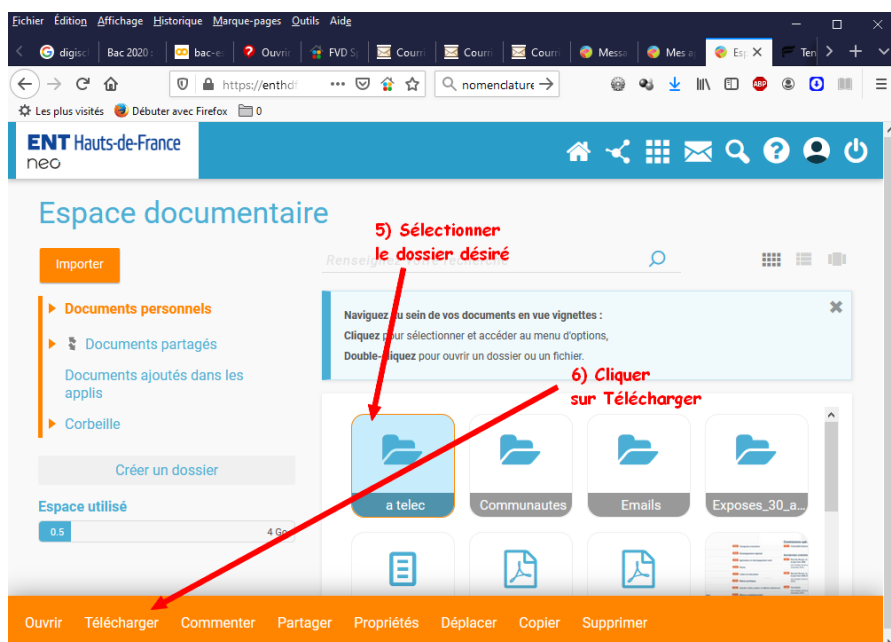 Fichier Édition Affichage Historique Marque-pages Outils Aide
digisc Bac 2020 : bac-e Ouvrir FVD S Courri Courri Courri Messa Mes a Esp Ten
https://enthdf nomendature
Les plus visités Débuter avec Firefox 0
ENT Hauts-de-France
neo
Espace documentaire
5) Sélectionner
le dossier désiré
Importer
Renseignez votre recherche
Documents personnels
Documents partagés
Documents ajoutés dans les
applis
Corbeille
Créer un dossier
Espace utilisé
0.5 4 Go
Naviguez au sein de vos documents en vue vignettes :
Cliquez pour sélectionner et accéder au menu d'options,
Double-cliquez pour ouvrir un dossier ou un fichier.
6) Cliquer
sur Télécharger
a telec Communautes Emails Exposes_30_a...
Ouvrir Télécharger Commenter Partager Propriétés Déplacer Copier Supprimer